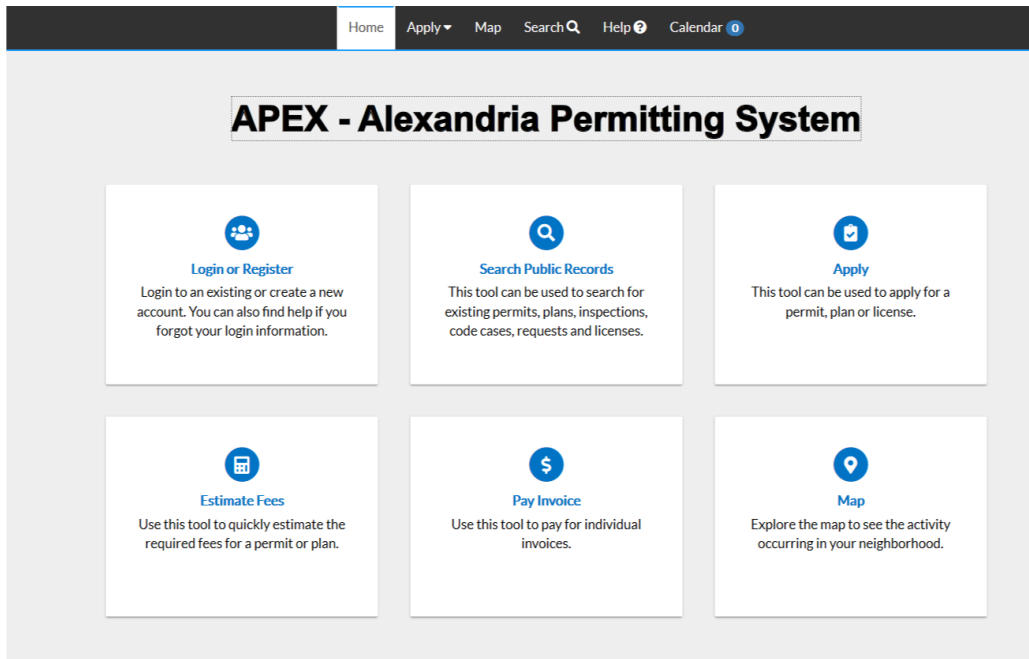 Home Apply Map Search Help Calendar 0
APEX - Alexandria Permitting System
Login or Register
Login to an existing or create a new
account. You can also find help if you
forgot your login information.
Search Public Records
This tool can be used to search for
existing permits, plans, inspections,
code cases, requests and licenses.
Apply
This tool can be used to apply for a
permit, plan or license.
Estimate Fees
Use this tool to quickly estimate the
required fees for a permit or plan.
Pay Invoice
Use this tool to pay for individual
invoices.
Map
Explore the map to see the activity
occurring in your neighborhood.